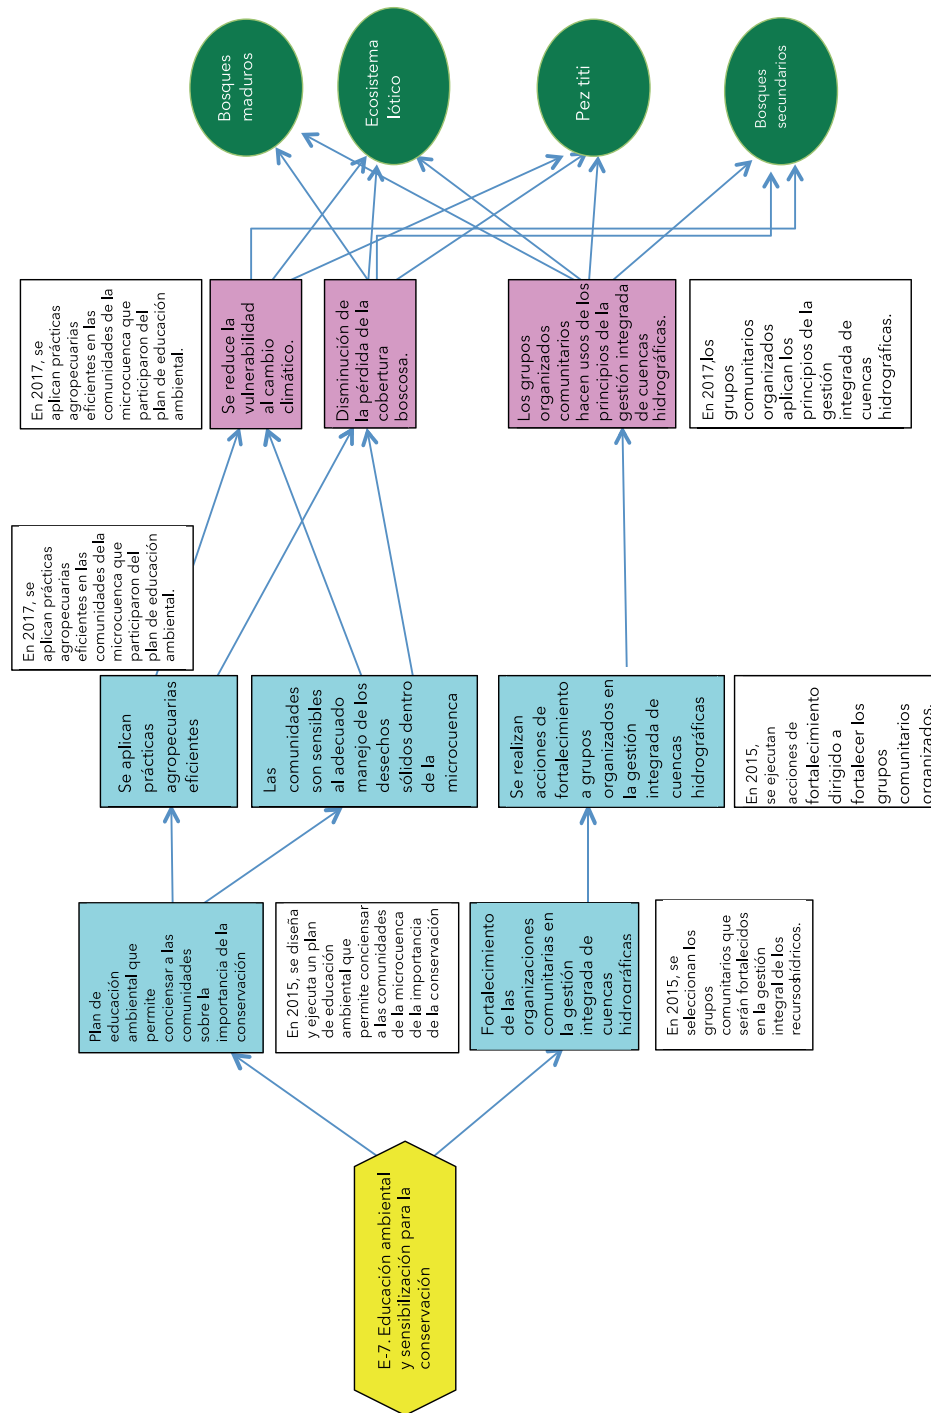 E-7. Educación ambiental
y sensibilización para la
conservación
Plan de
educación
ambiental que
permite
conciensar a las
comunidades
sobre la
importancia de la
conservación
En 2015, se diseña
y ejecuta un plan
de educación
ambiental que
permite conciensar
a las comunidades
de la microcuenca
de la importancia
de la conservación
Fortalecimiento
de las
organizaciones
comunitarias en
la gestión
integrada de
cuencas
hidrográficas
En 2015, se
seleccionan los
grupos
comunitarios que
serán fortalecidos
en la gestión
integral de los
recursoshídricos.
Se aplican
prácticas
agropecuarias
eficientes
En 2017, se
aplican prácticas
agropecuarias
eficientes en las
comunidades dela
microcuenca que
participaron del
plan de educación
ambiental.
Las
comunidades
son sensibles
al adecuado
manejo de los
desechos
sólidos dentro
de la
microcuenca
Se realizan
acciones de
fortalecimiento
a grupos
organizados en
la gestión
integrada de
cuencas
hidrográficas
En 2015,
se ejecutan
acciones de
fortalecimiento
dirigido a
fortalecer los
grupos
comunitarios
organizados.
En 2017, se
aplican prácticas
agropecuarias
eficientes en las
comunidades de la
microcuenca que
participaron del
plan de educación
ambiental.
Se reduce la
vulnerabilidad
al cambio
climático.
Disminución de
la pérdida de la
cobertura
boscosa.
Los grupos
organizados
comunitarios
hacen usos de los
principios de la
gestión integrada
de cuencas
hidrográficas.
En 2017,los
grupos
comunitarios
organizados
aplican los
principios de la
gestión
integrada de
cuencas
hidrográficas.
Bosques
maduros
Ecosistema
lótico
Pez titi
Bosques
secundarios